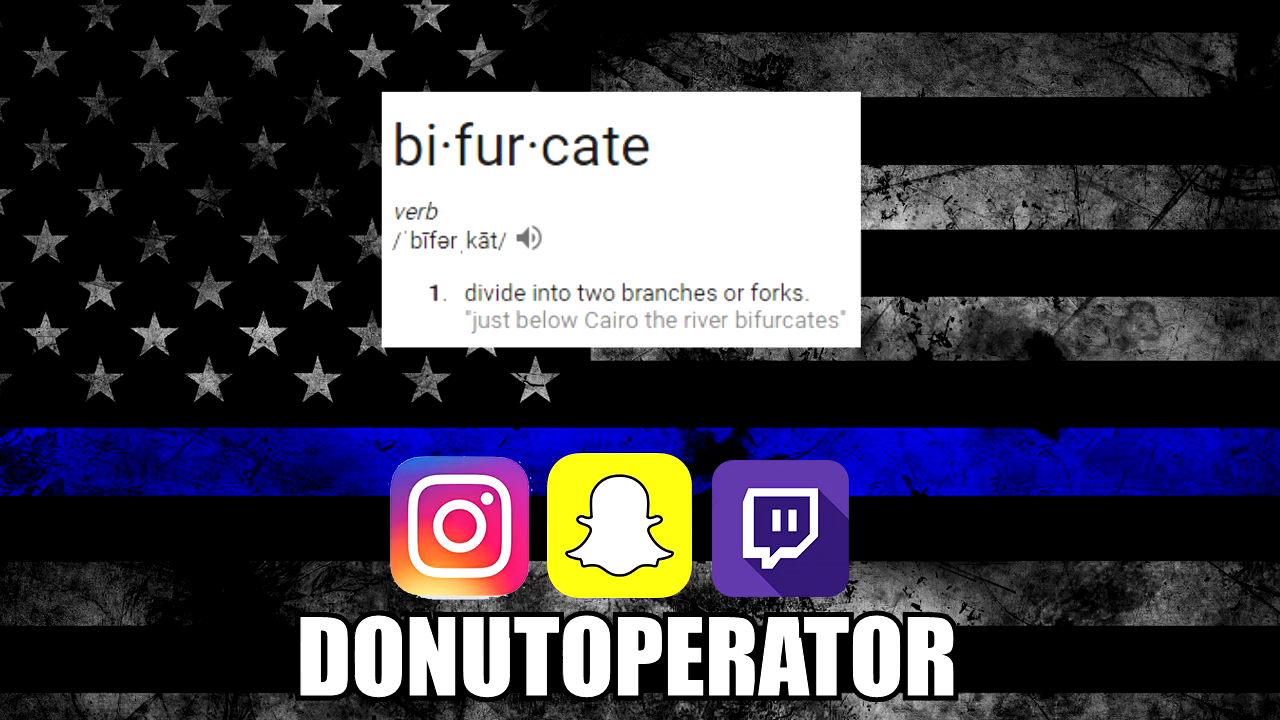 bi·fur·cate
verb
/ˈbīfərˌkāt/
1. divide into two branches or forks.
"just below Cairo the river bifurcates"
DONUTOPERATOR